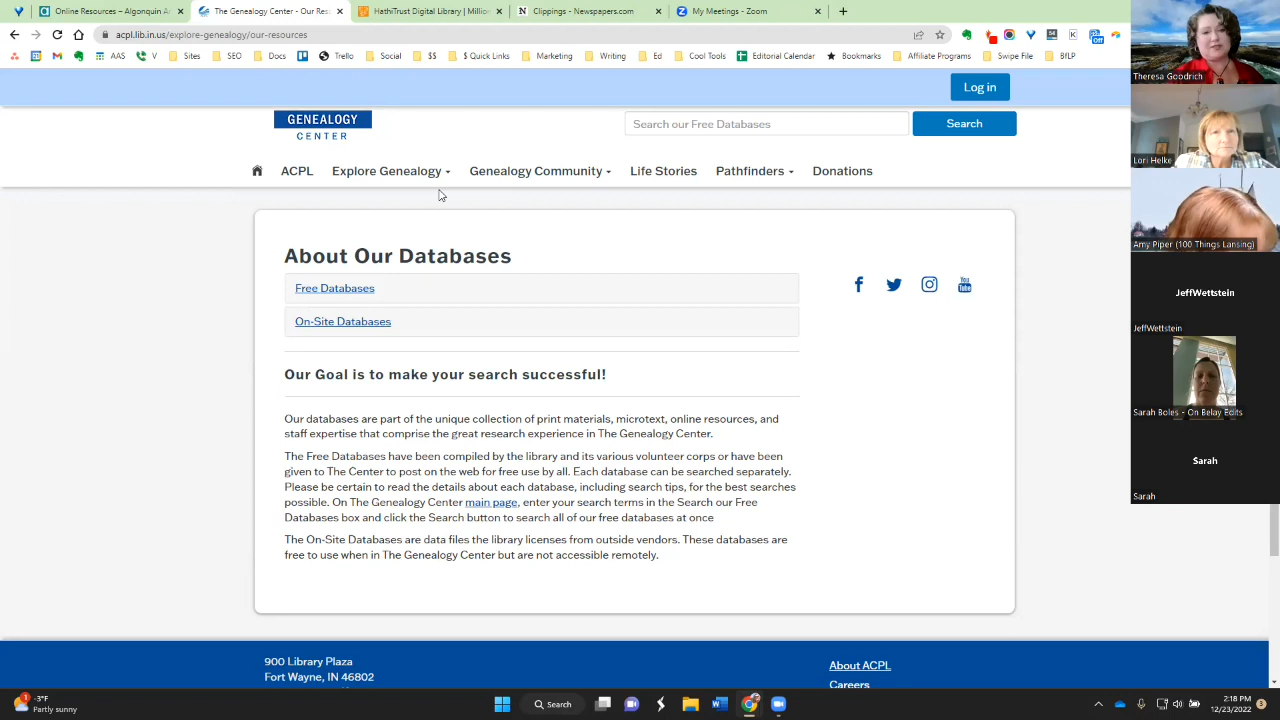 Online Resources – Algonquin A
The Genealogy Center - Our Res
HathiTrust Digital Library | Million
Clippings - Newspapers.com
My Meetings - Zoom
acpl.lib.in.us/explore-genealogy/our-resources
AAS
V
Sites
SEO
Docs
Trello
Social
$$
$ Quick Links
Marketing
Writing
Ed
Cool Tools
Editorial Calendar
Bookmarks
Affiliate Programs
Swipe File
BfLP
Log in
GENEALOGY
CENTER
Search our Free Databases
Search
ACPL
Explore Genealogy
Genealogy Community
Life Stories
Pathfinders
Donations
About Our Databases
Free Databases
On-Site Databases
Our Goal is to make your search successful!
Our databases are part of the unique collection of print materials, microtext, online resources, and
staff expertise that comprise the great research experience in The Genealogy Center.
The Free Databases have been compiled by the library and its various volunteer corps or have been
given to The Center to post on the web for free use by all. Each database can be searched separately.
Please be certain to read the details about each database, including search tips, for the best searches
possible. On The Genealogy Center main page, enter your search terms in the Search our Free
Databases box and click the Search button to search all of our free databases at once
The On-Site Databases are data files the library licenses from outside vendors. These databases are
free to use when in The Genealogy Center but are not accessible remotely.
900 Library Plaza
Fort Wayne, IN 46802
About ACPL
Careers
Theresa Goodrich
Lori Helke
Amy Piper (100 Things Lansing)
JeffWettstein
JeffWettstein
Sarah Boles - On Belay Edits
Sarah
Sarah
-3°F
Partly sunny
Search
2:18 PM
12/23/2022